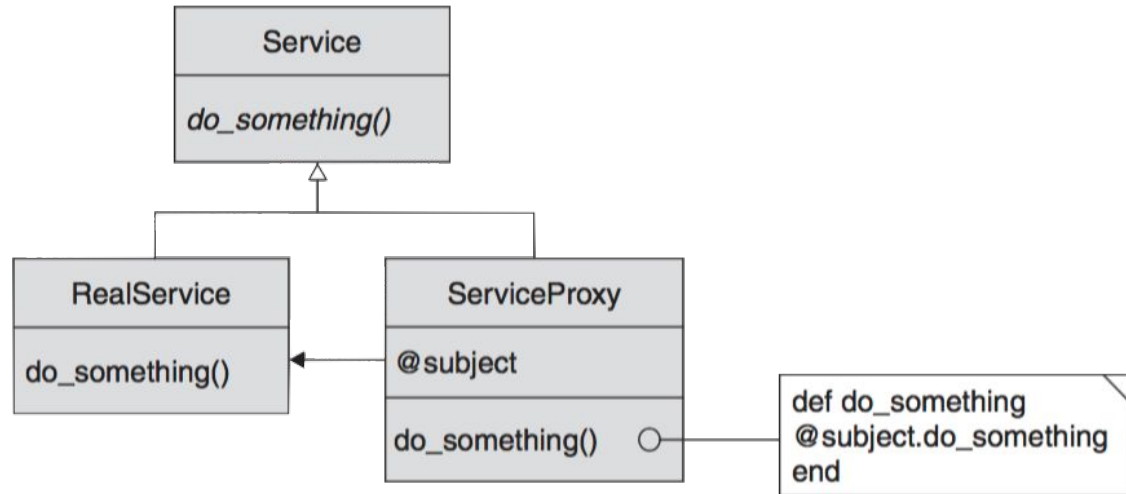 Service
do_something()
RealService
do_something()
ServiceProxy
@subject
do_something()
def do_something
@subject.do_something
end